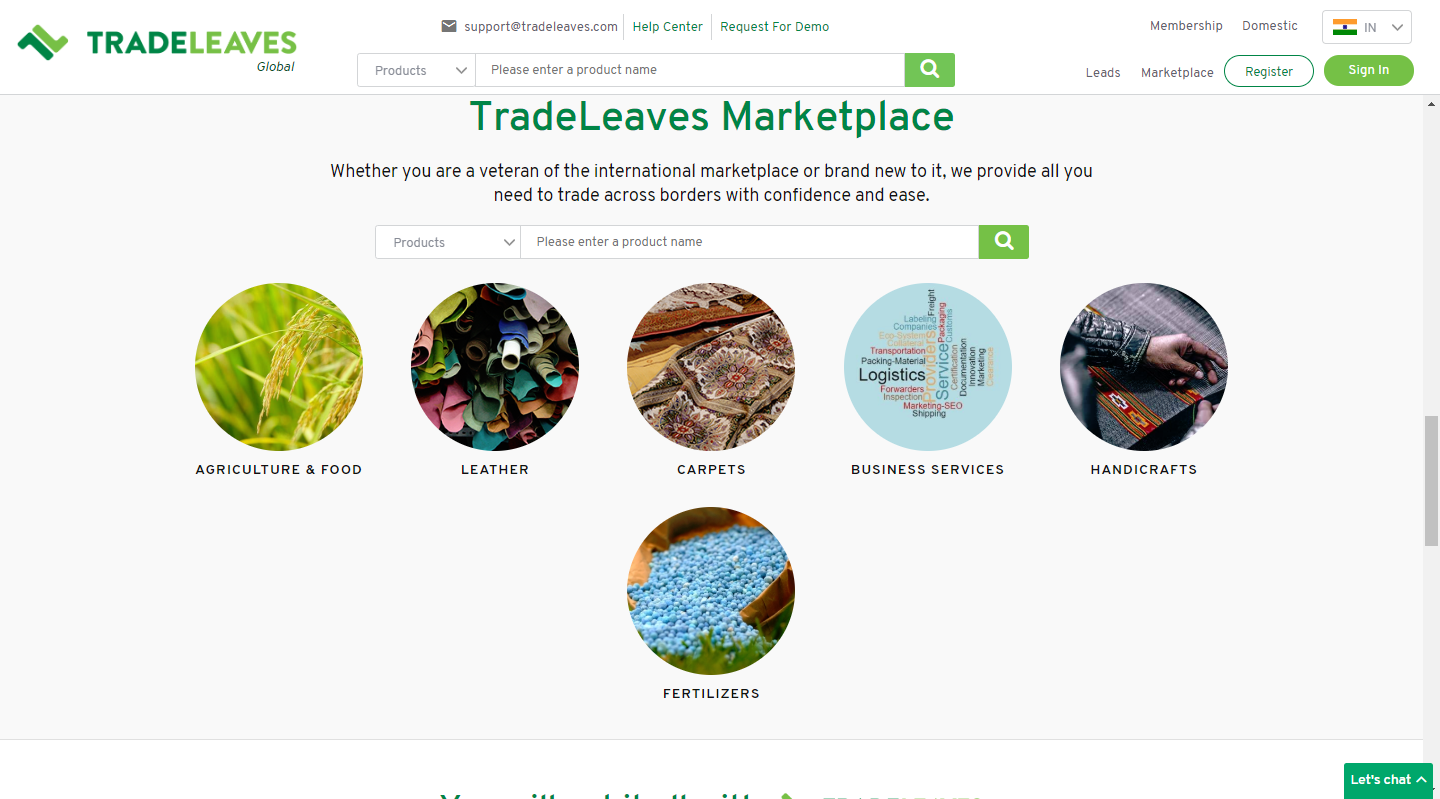 support@tradeleaves.com
Help Center
Request For Demo
Membership
Domestic
IN
TRADELEAVES
Global
Products
Please enter a product name
Leads
Marketplace
Register
Sign In
TradeLeaves Marketplace
Whether you are a veteran of the international marketplace or brand new to it, we provide all you
need to trade across borders with confidence and ease.
Products
Please enter a product name
Labeling
Companies
Eco-System
Collateral
Transportation
Packing-Material
Logistics
Forwarders
Inspection
Marketing-SEO
Shipping
Freight
Providers
Packaging
Service
Customs
Certification
Documentation
Innovation
Marketing
AGRICULTURE & FOOD
LEATHER
CARPETS
BUSINESS SERVICES
HANDICRAFTS
FERTILIZERS
Let's chat